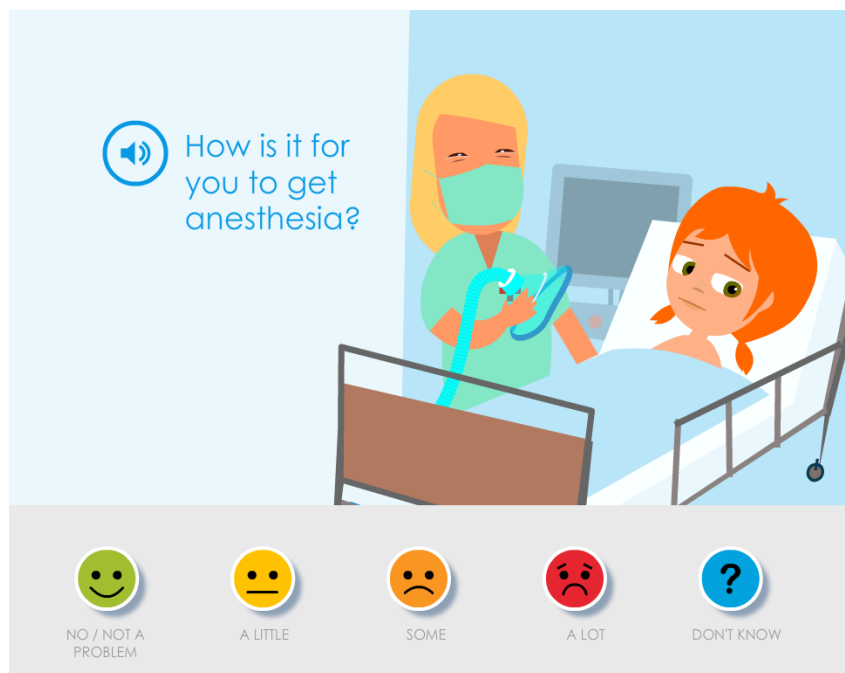 How is it for
you to get
anesthesia?
?
NO / NOT A
PROBLEM
A LITTLE
SOME
A LOT
DON'T KNOW